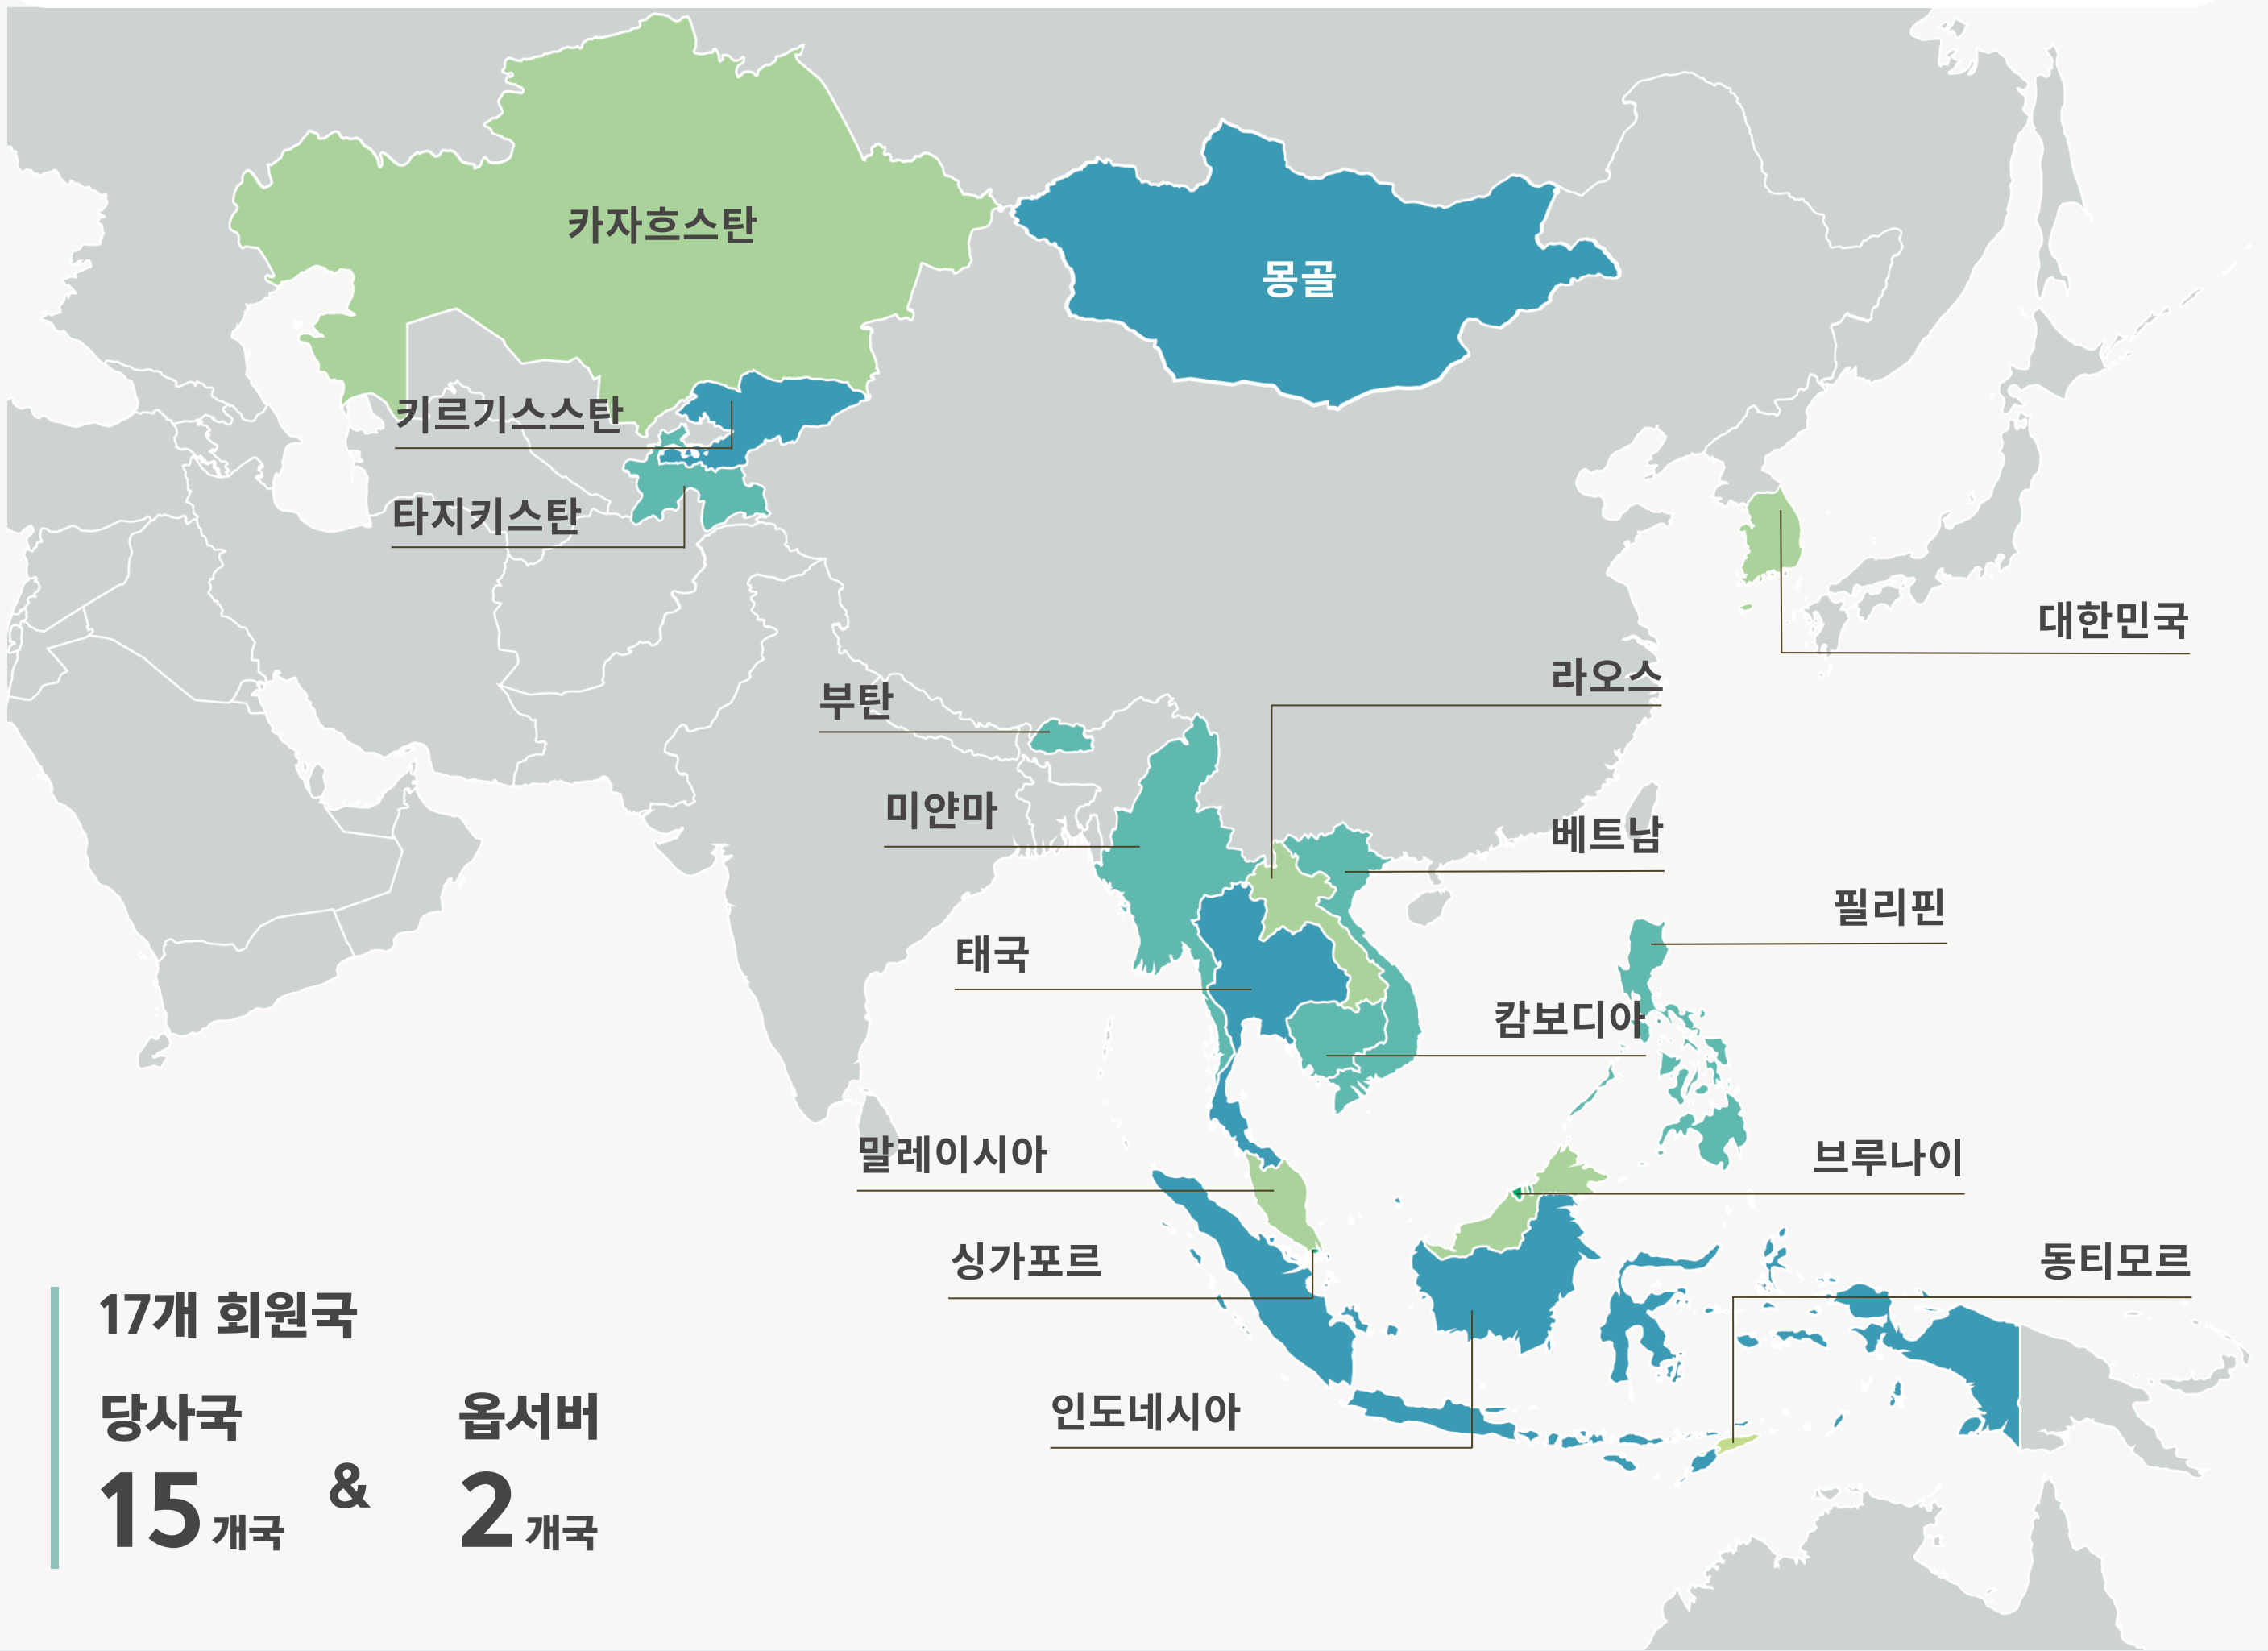 카자흐스탄
몽골
키르기스스탄
타지키스탄
대한민국
라오스
부탄
미얀마
베트남
필리핀
태국
캄보디아
말레이시아
브루나이
싱가포르
동티모르
인도네시아
17개 회원국
당사국 옵서버
15 개국 & 2 개국